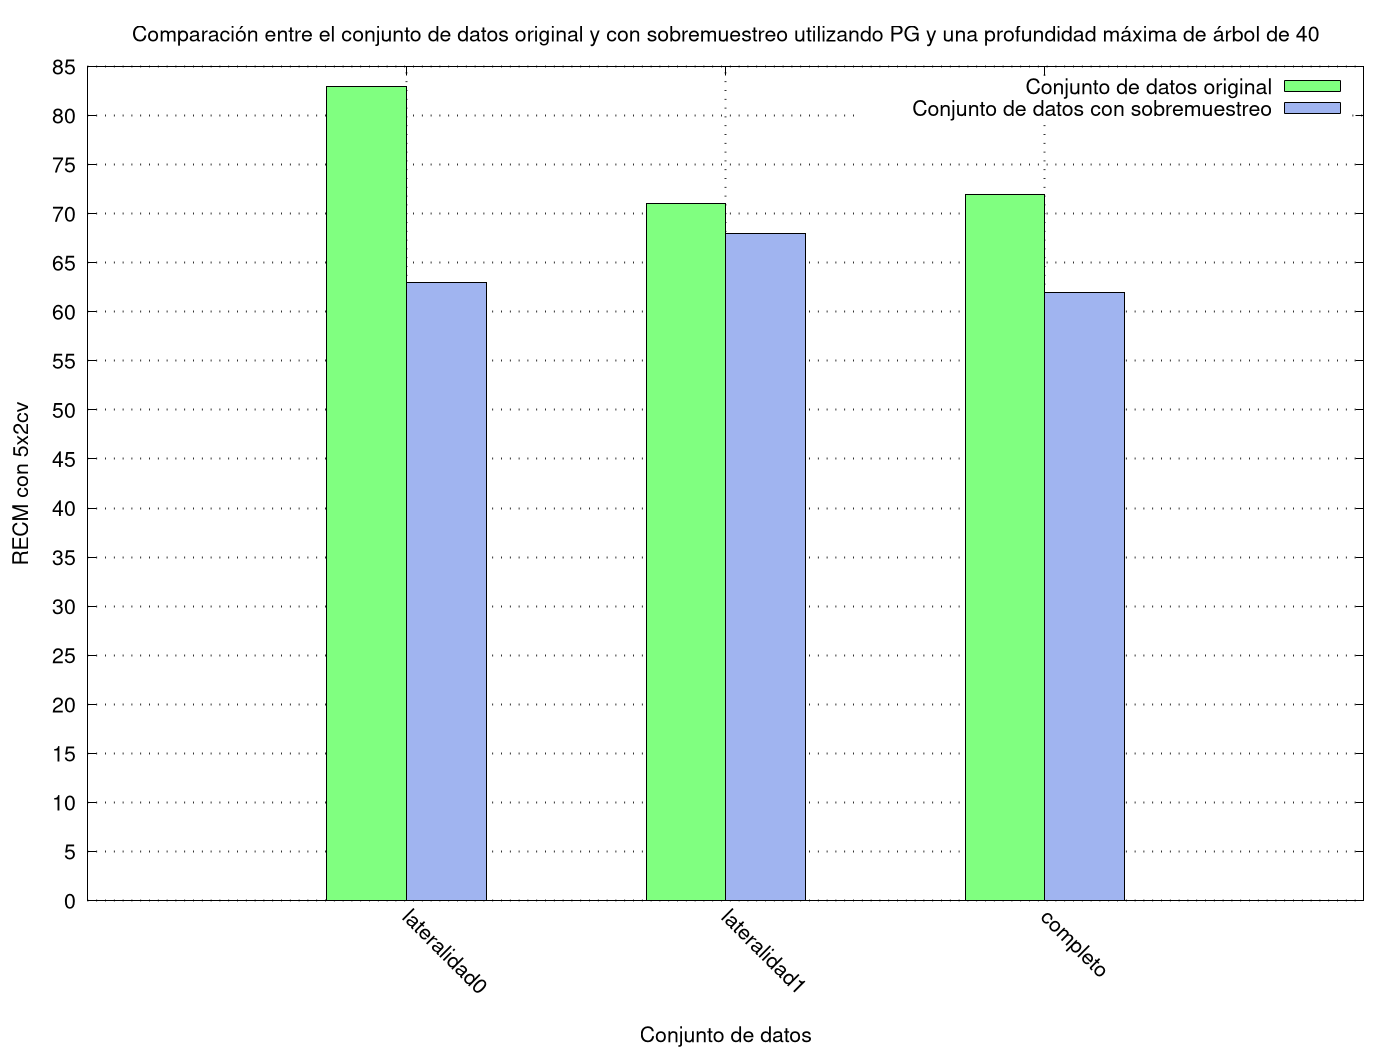 Comparación entre el conjunto de datos original y con sobremuestreo utilizando PG y una profundidad máxima de árbol de 40
Conjunto de datos original
Conjunto de datos con sobremuestreo
85
80
75
70
65
60
55
50
45
40
35
30
25
20
15
10
5
0
RECM con 5x2cv
lateralidad0
lateralidad1
completo
Conjunto de datos